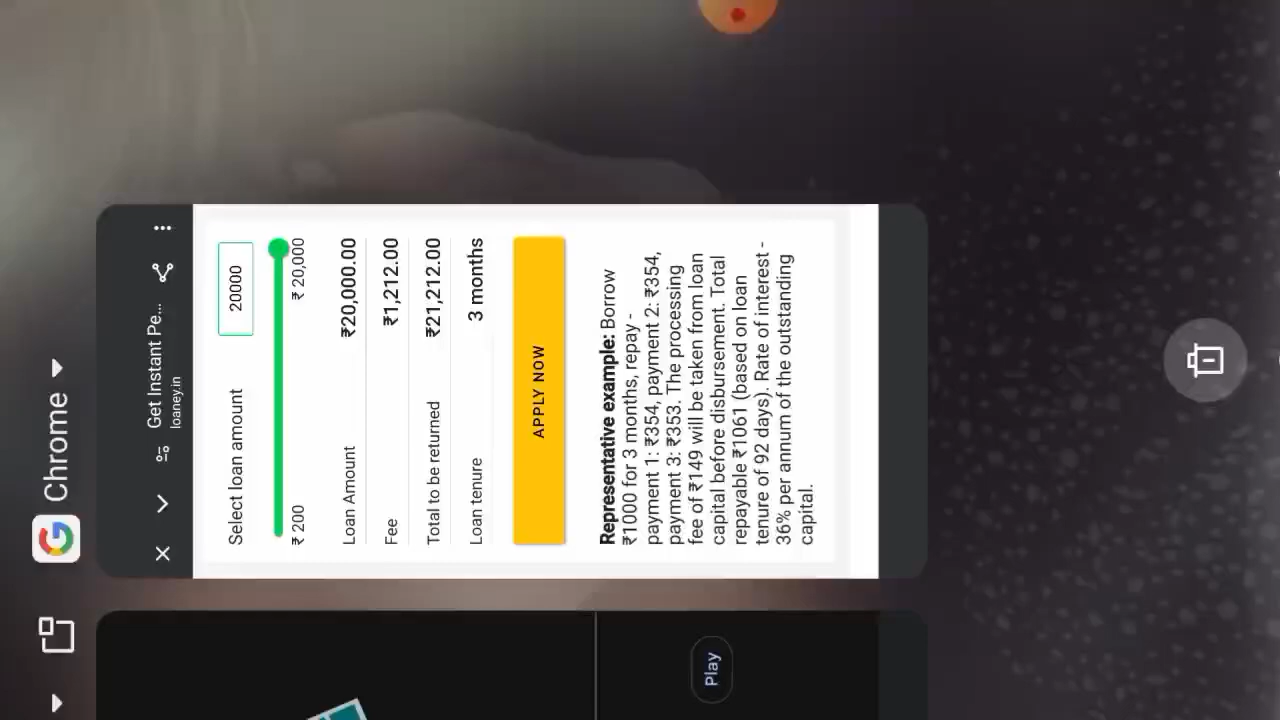 Chrome
Get Instant Pe...
loaney.in
Select loan amount
20000
₹ 200
₹ 20,000
Loan Amount
₹20,000.00
Fee
₹1,212.00
Total to be returned
₹21,212.00
Loan tenure
3 months
APPLY NOW
Representative example: Borrow
₹1000 for 3 months, repay -
payment 1: ₹354, payment 2: ₹354,
payment 3: ₹353. The processing
fee of ₹149 will be taken from loan
capital before disbursement. Total
repayable ₹1061 (based on loan
tenure of 92 days). Rate of interest -
36% per annum of the outstanding
capital.
Play